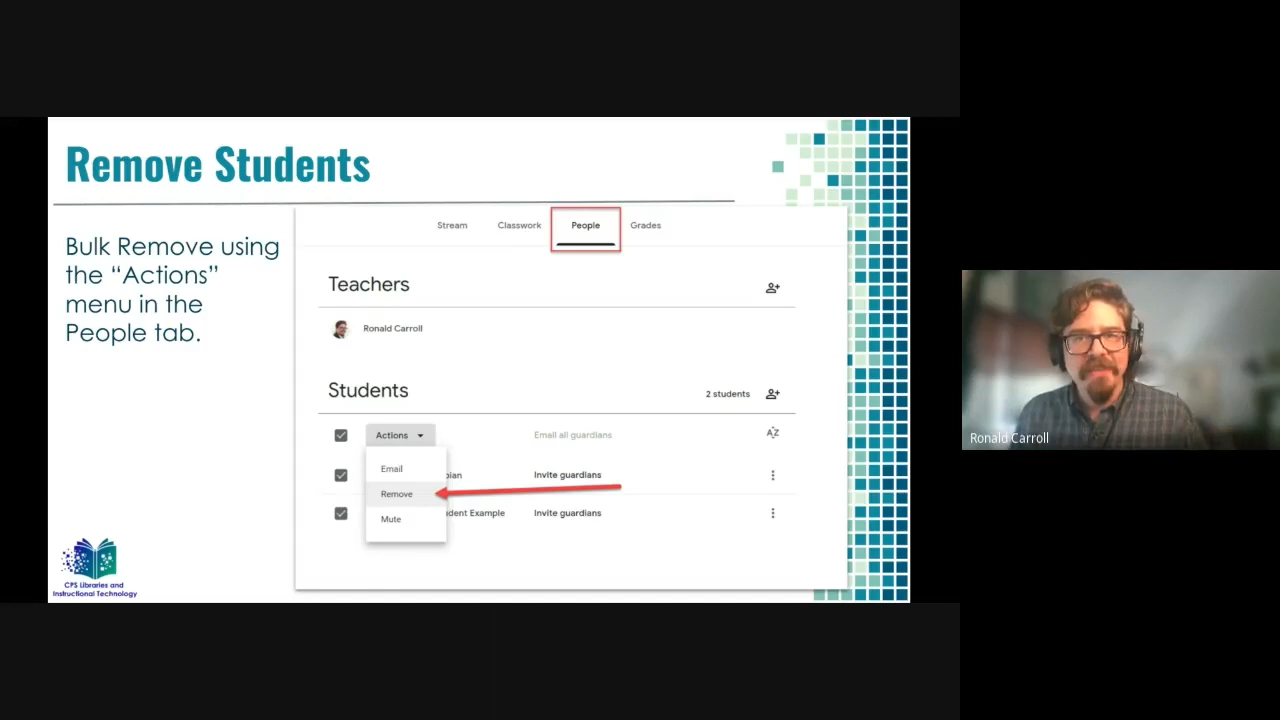 Remove Students
Bulk Remove using
the “Actions”
menu in the
People tab.
Stream Classwork People Grades
Teachers
Ronald Carroll
Students 2 students
Actions Email all guardians
Email
Invite guardians
Remove
dent Example Invite guardians
Mute
CPS Libraries and
Instructional Technology
Ronald Carroll